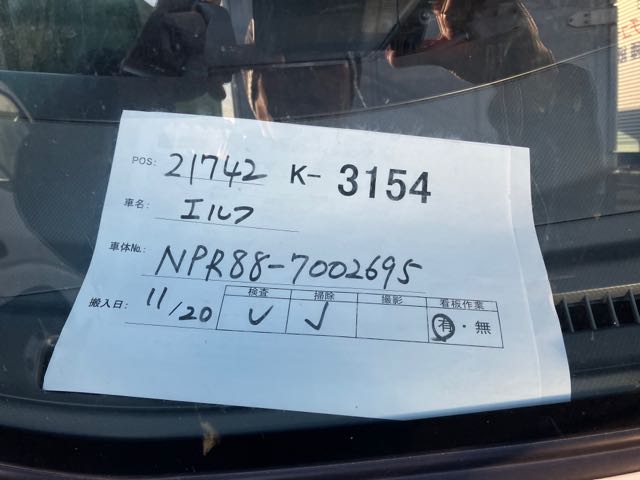 POS: 21742 K- 3154
車名: エルフ
車体No.: NPR88-7002695
搬入日: 11/20
検査 掃除 撮影 看板作業
✓ ✓ 有・無